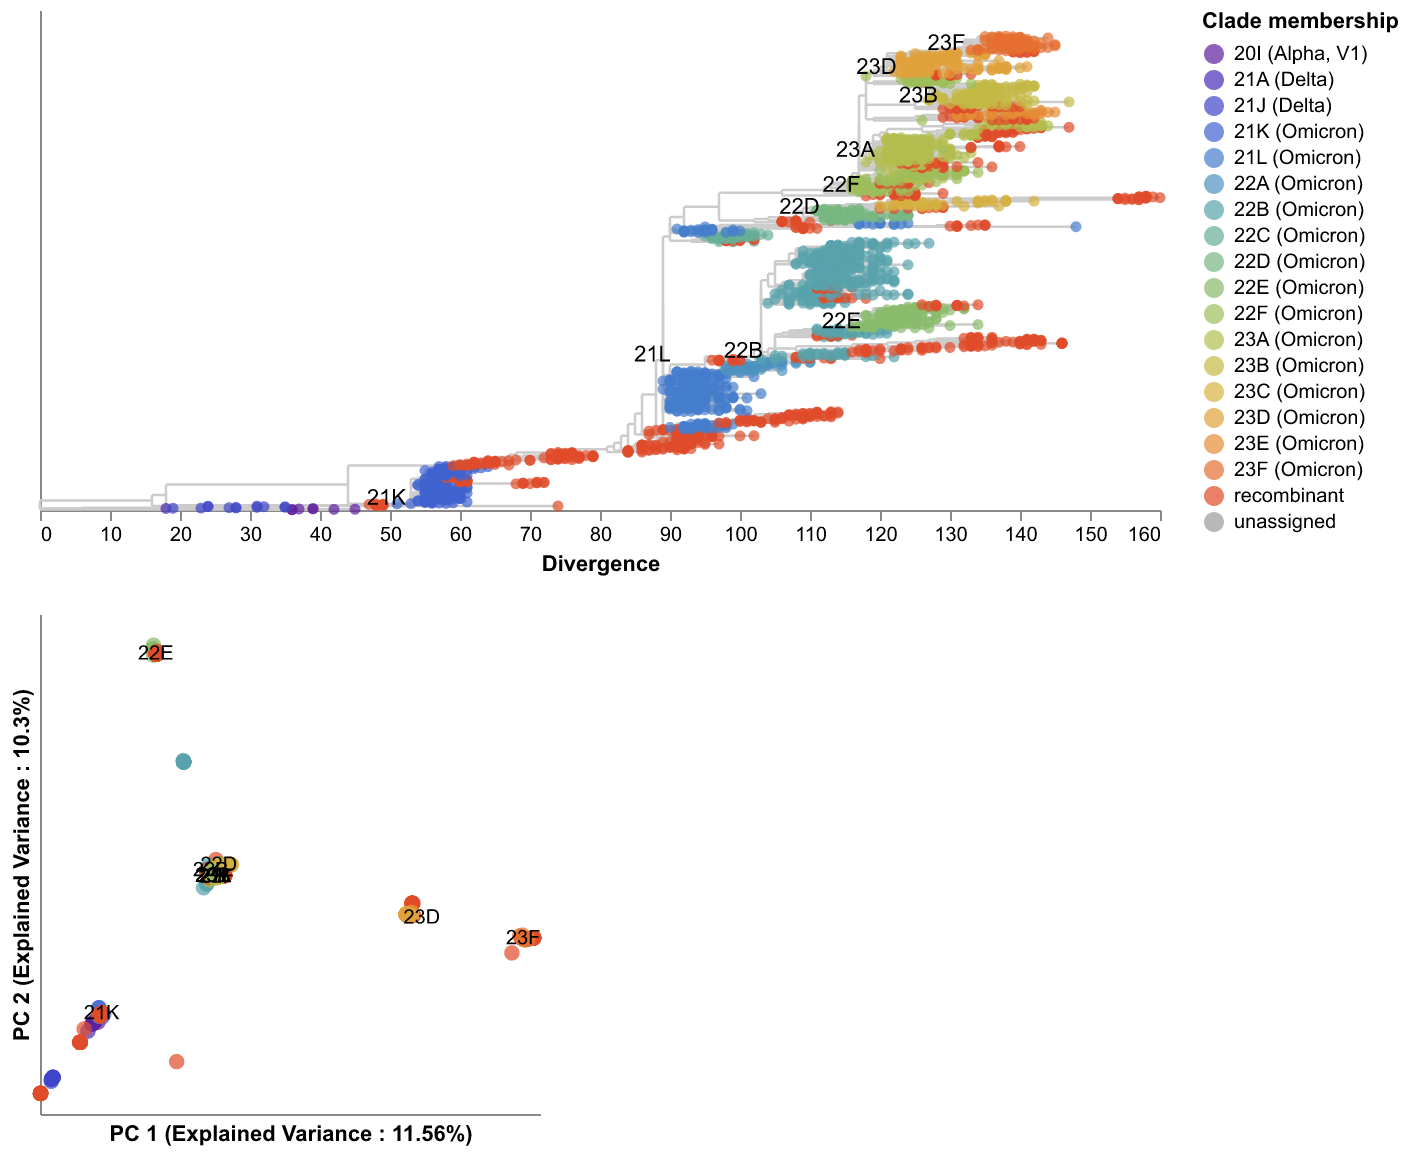 Clade membership
20I (Alpha, V1)
21A (Delta)
21J (Delta)
21K (Omicron)
21L (Omicron)
22A (Omicron)
22B (Omicron)
22C (Omicron)
22D (Omicron)
22E (Omicron)
22F (Omicron)
23A (Omicron)
23B (Omicron)
23C (Omicron)
23D (Omicron)
23E (Omicron)
23F (Omicron)
recombinant
unassigned
23F
23D
23B
23A
22F
22D
22E
21L
22B
21K
0 10 20 30 40 50 60 70 80 90 100 110 120 130 140 150 160
Divergence
22E
23D
23F
21K
PC 2 (Explained Variance : 10.3%)
PC 1 (Explained Variance : 11.56%)